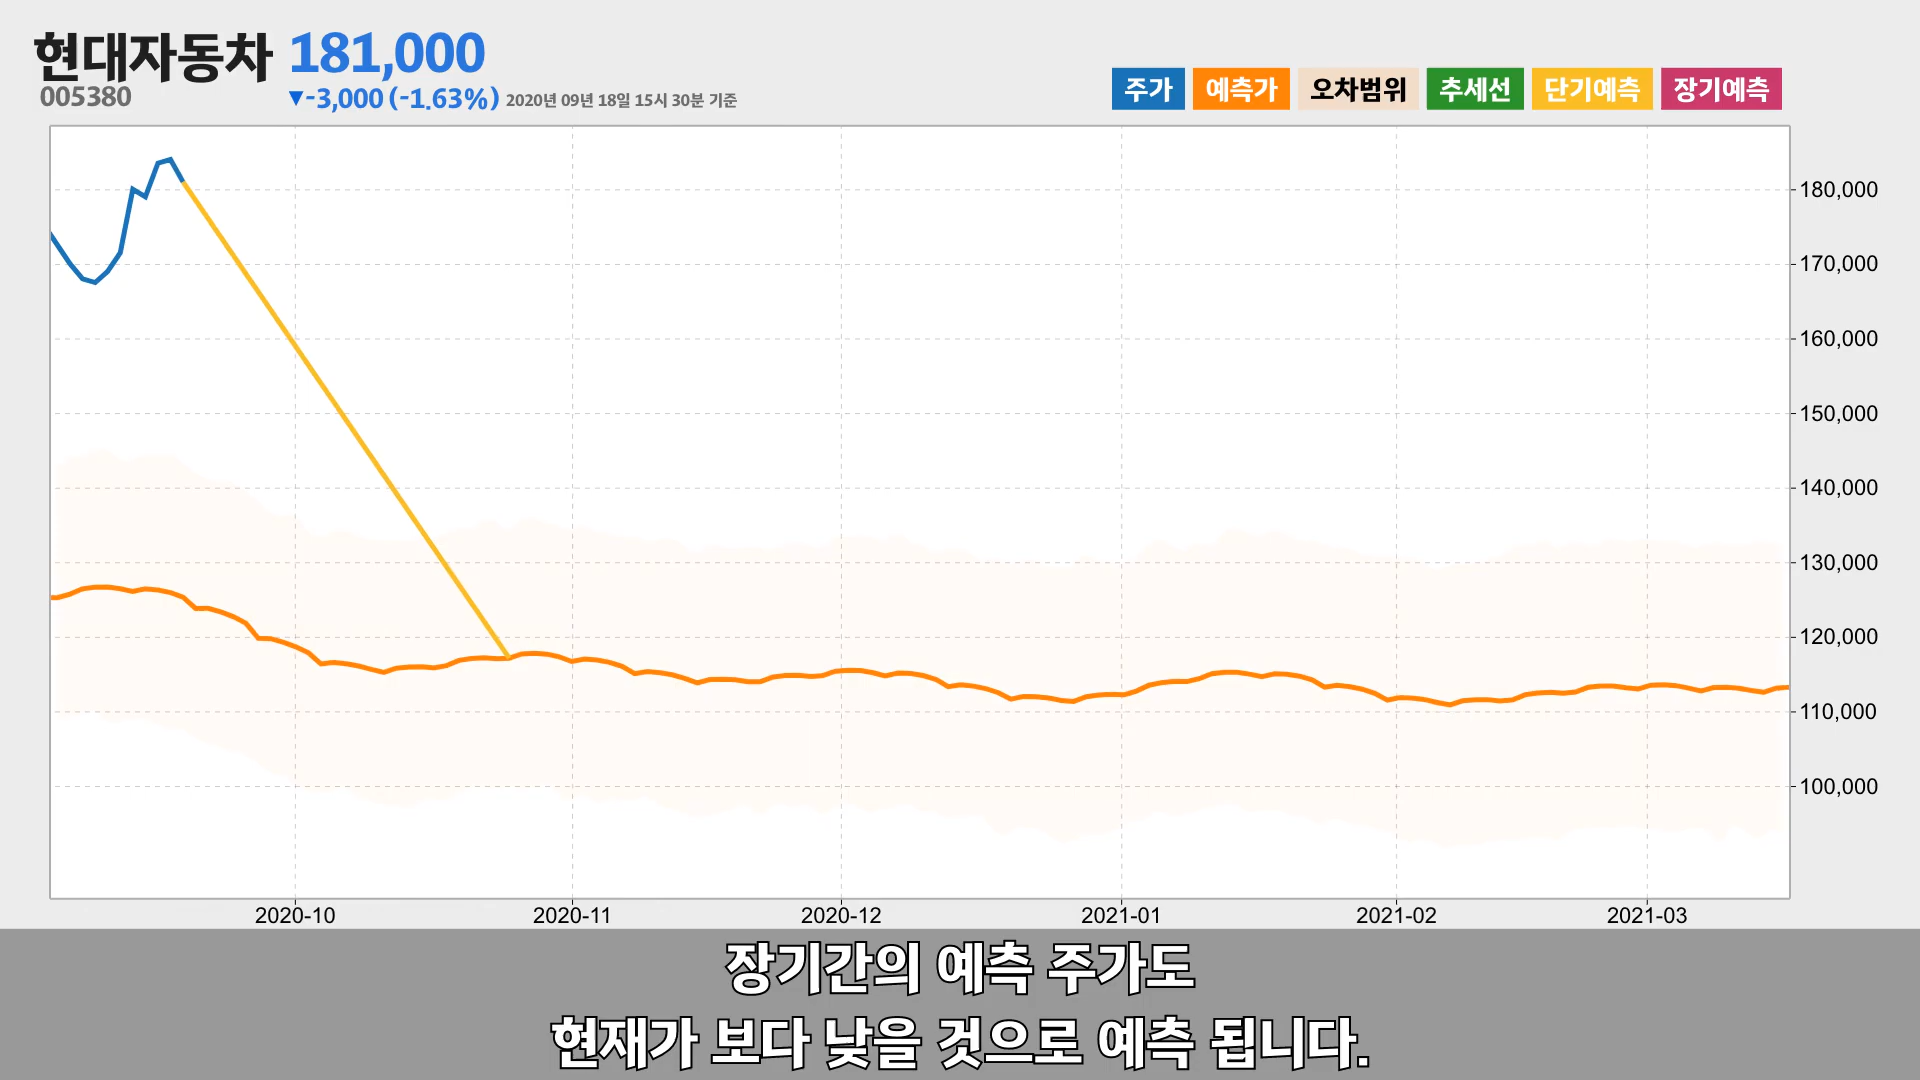 현대자동차 181,000
005380 ▼-3,000 (-1.63%) 2020년 09년 18일 15시 30분 기준
주가 예측가 오차범위 추세선 단기예측 장기예측
180,000
170,000
160,000
150,000
140,000
130,000
120,000
110,000
100,000
2020-10 2020-11 2020-12 2021-01 2021-02 2021-03
장기간의 예측 주가도
현재가 보다 낮을 것으로 예측 됩니다.